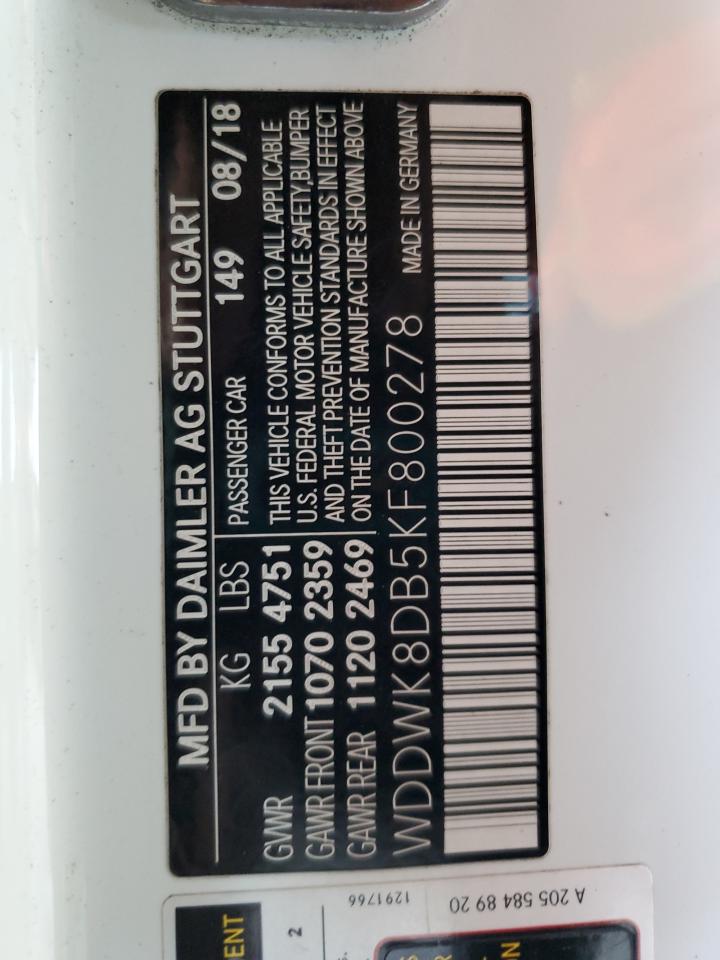 MFD BY DAIMLER AG STUTTGART
KG LBS
149 08/18
GVWR 2155 4751
GAWR FRONT 1070 2359
GAWR REAR 1120 2469
PASSENGER CAR
THIS VEHICLE CONFORMS TO ALL APPLICABLE
U.S. FEDERAL MOTOR VEHICLE SAFETY,BUMPER
AND THEFT PREVENTION STANDARDS IN EFFECT
ON THE DATE OF MANUFACTURE SHOWN ABOVE
WDDWK8DB5KF800278 MADE IN GERMANY
2
1291766
A 205 584 89 20